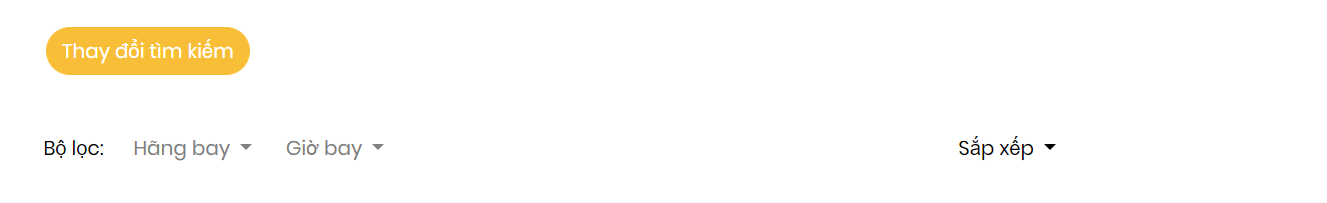 Thay đổi tìm kiếm
Bộ lọc: Hãng bay Giờ bay Sắp xếp